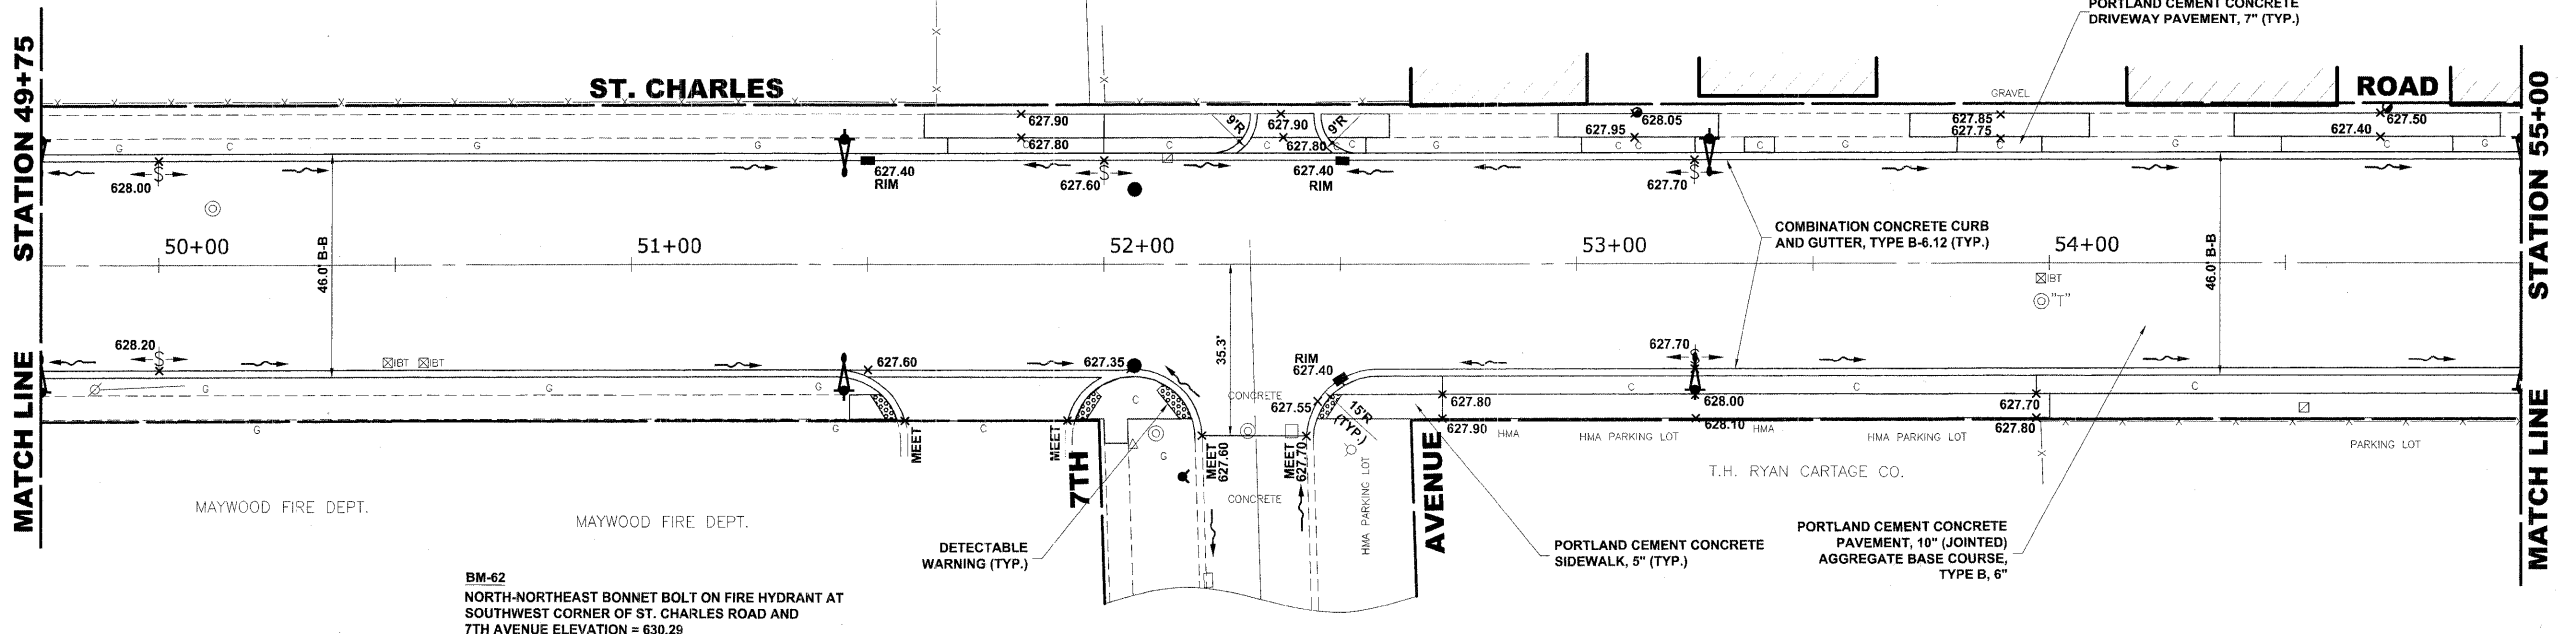 PORTLAND CEMENT CONCRETE
DRIVEWAY PAVEMENT, 7" (TYP.)
STATION 49+75
MATCH LINE
ST. CHARLES
ROAD
STATION 55+00
MATCH LINE
GRAVEL
627.90
627.80
9'R
627.90
627.80
9'R
628.05
627.95
627.85
627.75
627.50
627.40
G
C
G
G
C
C
C
C
C
G
C
C
C
G
C
G
C
G
628.00
S
627.40
RIM
627.60
S
627.40
RIM
627.70
S
COMBINATION CONCRETE CURB
AND GUTTER, TYPE B-6.12 (TYP.)
50+00
51+00
52+00
53+00
54+00
46.0' B-B
46.0' B-B
35.3'
IBT
"T"
628.20
S
IBT
IBT
627.60
627.35
RIM
627.40
627.70
S
G
G
G
C
CONCRETE
627.55
15'R
(TYP.)
C
C
C
627.80
627.90
628.00
628.10
627.70
627.80
G
G
C
MEET
MEET
G
MEET
627.60
MEET
627.70
HMA
HMA PARKING LOT
HMA
HMA PARKING LOT
PARKING LOT
7TH
AVENUE
CONCRETE
HMA PARKING LOT
T.H. RYAN CARTAGE CO.
MAYWOOD FIRE DEPT.
MAYWOOD FIRE DEPT.
DETECTABLE
WARNING (TYP.)
PORTLAND CEMENT CONCRETE
SIDEWALK, 5" (TYP.)
PORTLAND CEMENT CONCRETE
PAVEMENT, 10" (JOINTED)
AGGREGATE BASE COURSE,
TYPE B, 6"
BM-62
NORTH-NORTHEAST BONNET BOLT ON FIRE HYDRANT AT
SOUTHWEST CORNER OF ST. CHARLES ROAD AND
7TH AVENUE ELEVATION = 630.29